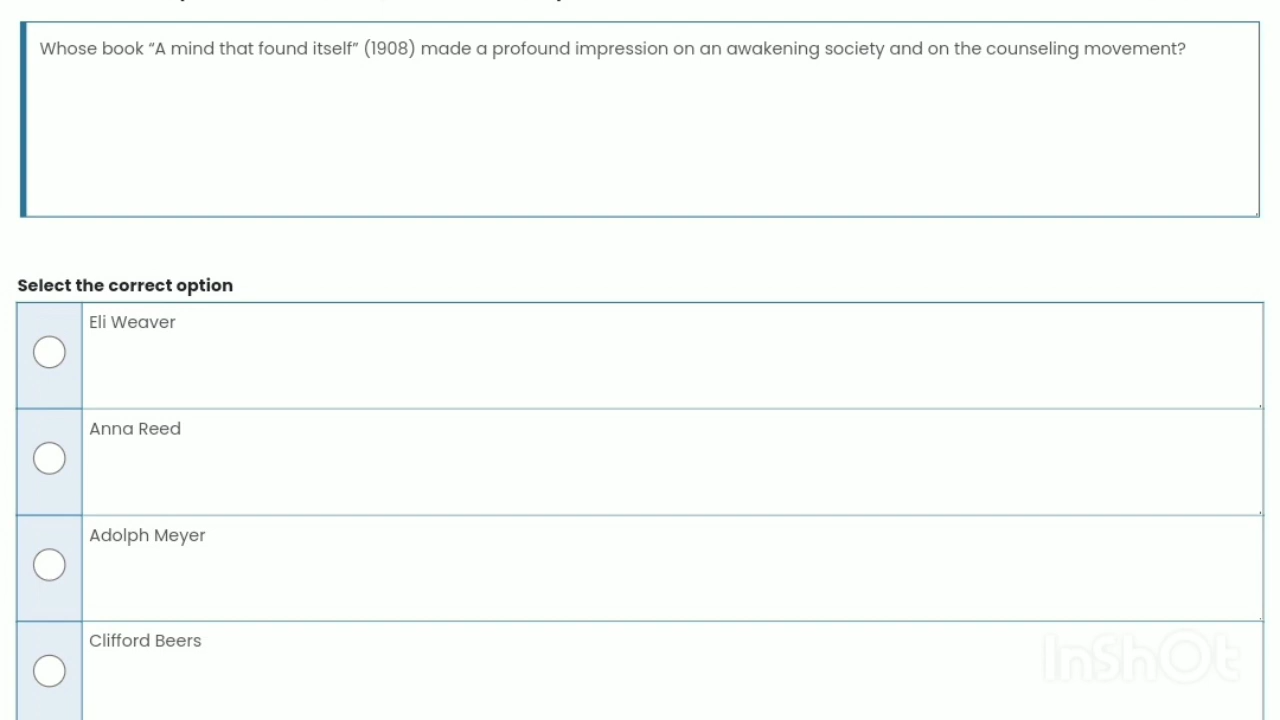 Whose book “A mind that found itself” (1908) made a profound impression on an awakening society and on the counseling movement?
Select the correct option
Eli Weaver
Anna Reed
Adolph Meyer
Clifford Beers
InShOt